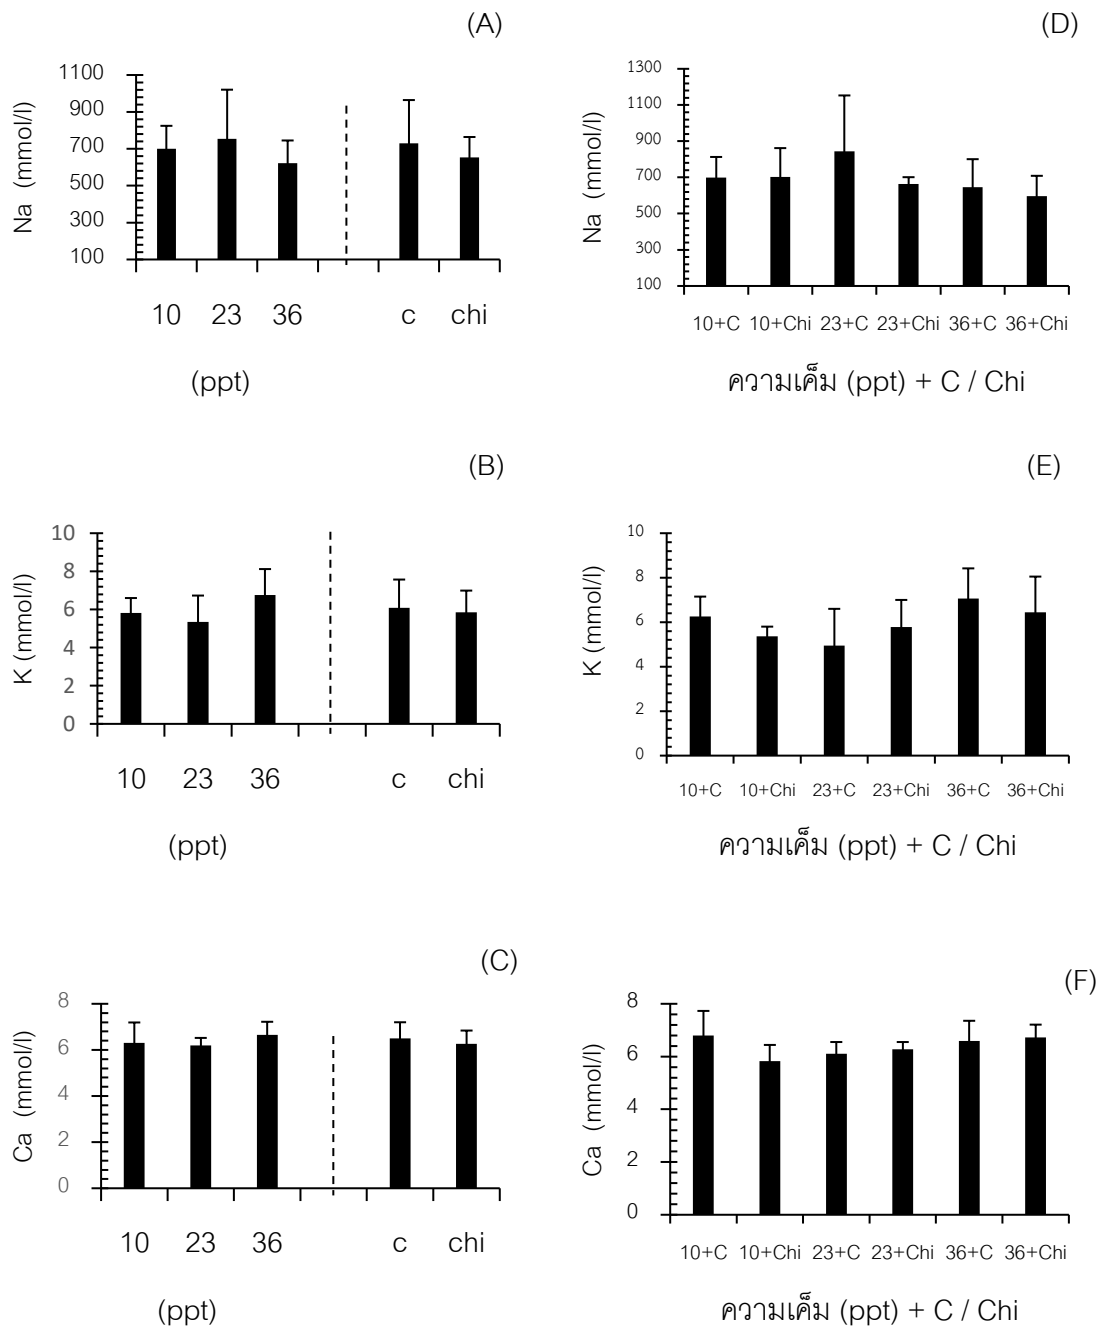 (A)
1100
900
700
500
300
100
Na (mmol/l)
10 23 36 c chi
(ppt)
(D)
1300
1100
900
700
500
300
100
Na (mmol/l)
10+C 10+Chi 23+C 23+Chi 36+C 36+Chi
ความเค็ม (ppt) + C / Chi
(B)
10
8
6
4
2
0
K (mmol/l)
10 23 36 c chi
(ppt)
(E)
10
8
6
4
2
0
K (mmol/l)
10+C 10+Chi 23+C 23+Chi 36+C 36+Chi
ความเค็ม (ppt) + C / Chi
(C)
8
6
4
2
0
Ca (mmol/l)
10 23 36 c chi
(ppt)
(F)
8
6
4
2
0
Ca (mmol/l)
10+C 10+Chi 23+C 23+Chi 36+C 36+Chi
ความเค็ม (ppt) + C / Chi